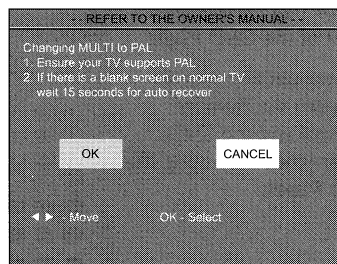 - - REFER TO THE OWNER'S MANUAL - -
Changing MULTI to PAL
1. Ensure your TV supports PAL
2. If there is a blank screen on normal TV
wait 15 seconds for auto recover
OK
CANCEL
◄ ► - Move
OK - Select